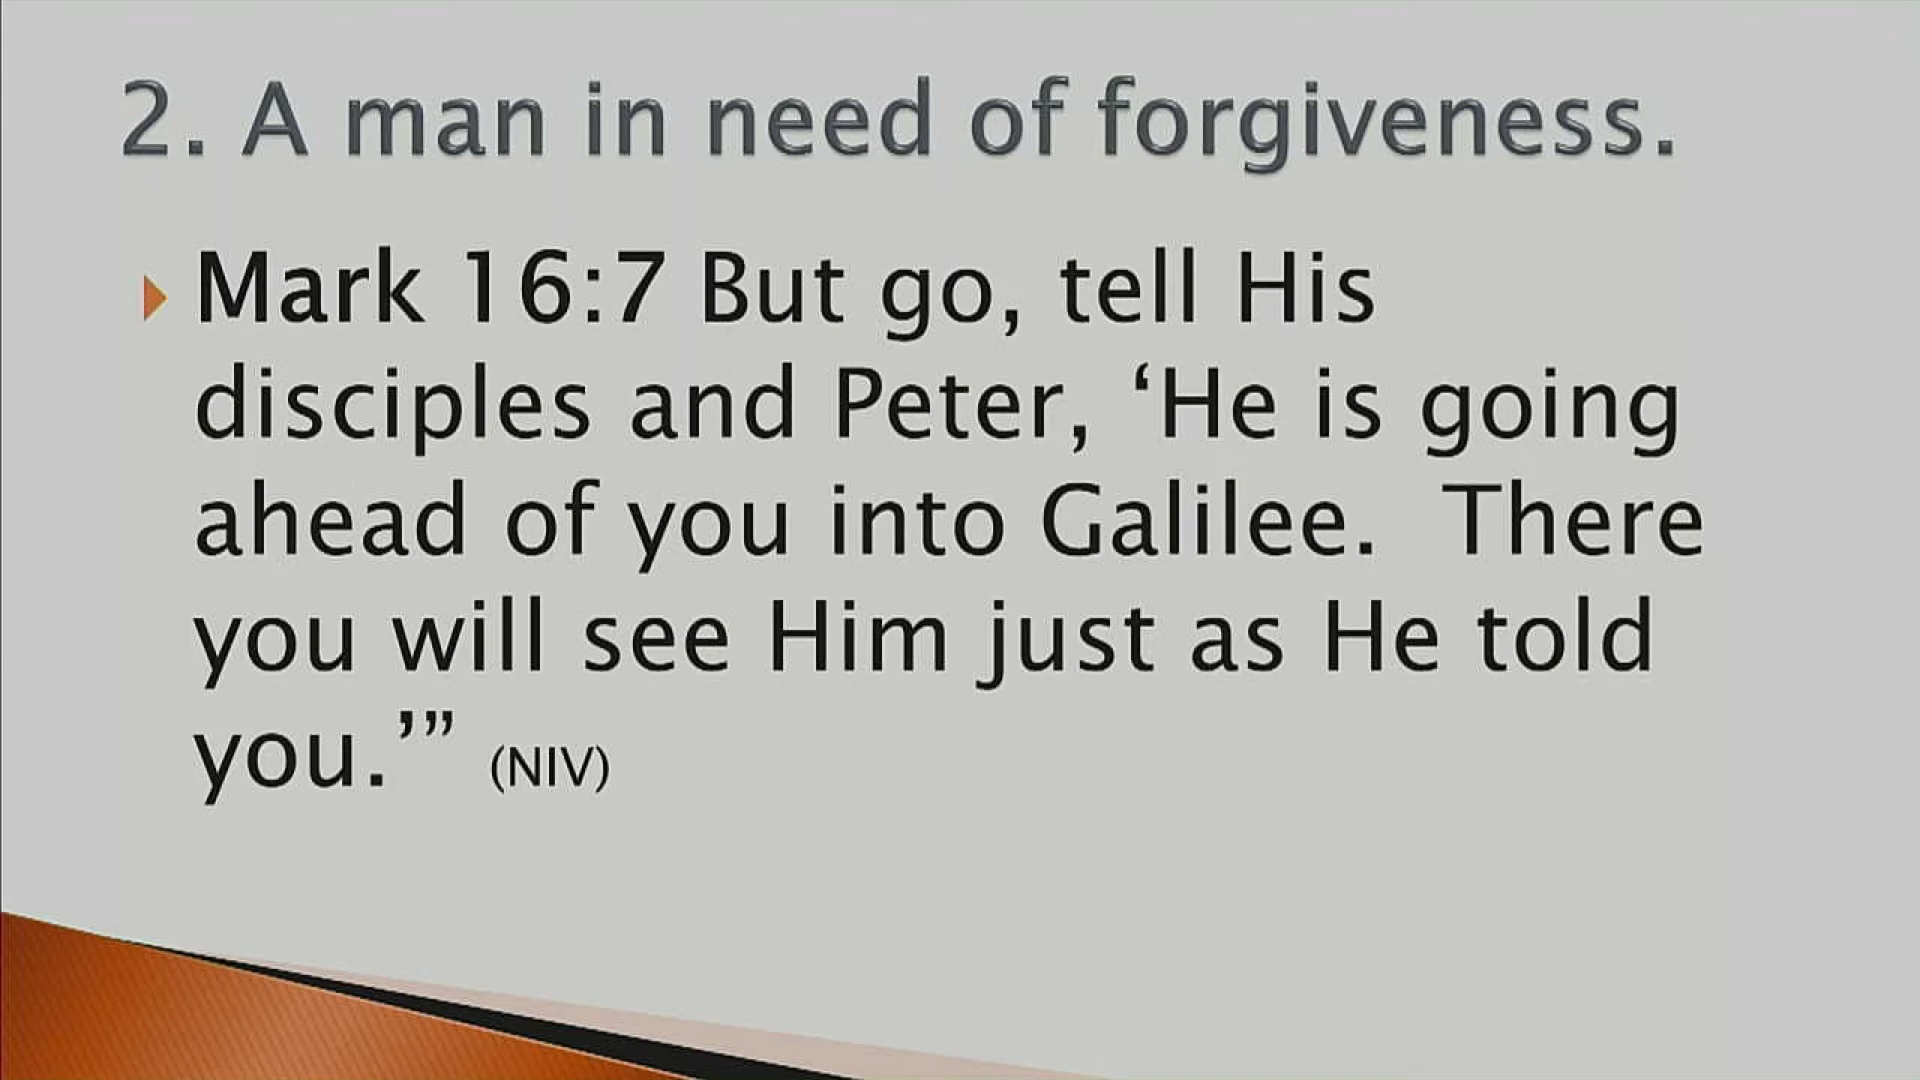 2. A man in need of forgiveness.
Mark 16:7 But go, tell His
disciples and Peter, ‘He is going
ahead of you into Galilee.  There
you will see Him just as He told
you.’” (NIV)